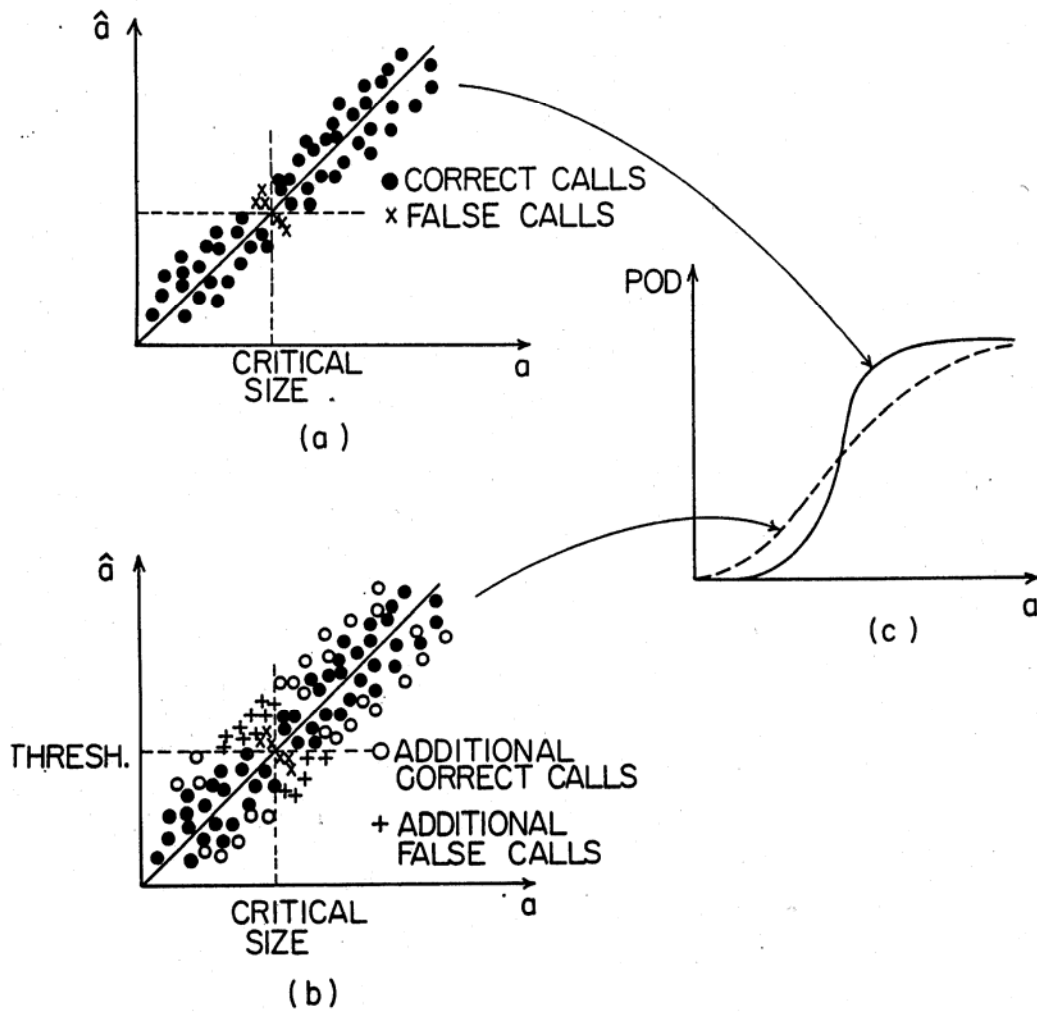 â
● CORRECT CALLS
x FALSE CALLS
CRITICAL
SIZE .
a
(a)
POD
a
(c)
â
THRESH.
o ADDITIONAL
CORRECT CALLS
+ ADDITIONAL
FALSE CALLS
CRITICAL
SIZE
a
(b)